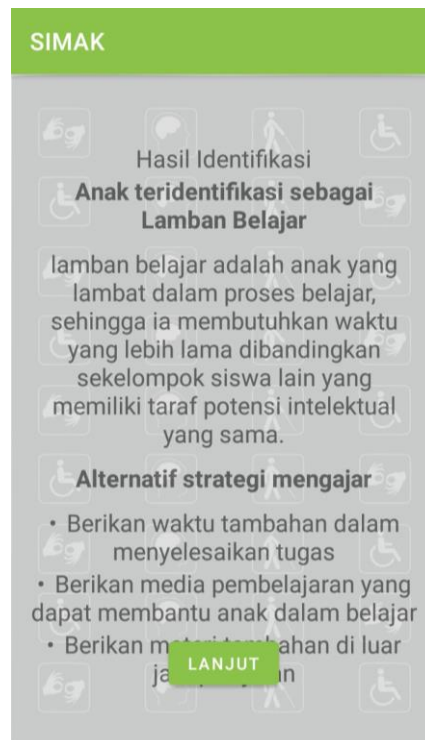 SIMAK
Hasil Identifikasi
Anak teridentifikasi sebagai
Lamban Belajar
lamban belajar adalah anak yang
lambat dalam proses belajar,
sehingga ia membutuhkan waktu
yang lebih lama dibandingkan
sekelompok siswa lain yang
memiliki taraf potensi intelektual
yang sama.
Alternatif strategi mengajar
• Berikan waktu tambahan dalam
menyelesaikan tugas
• Berikan media pembelajaran yang
dapat membantu anak dalam belajar
• Berikan di luar
LANJUT